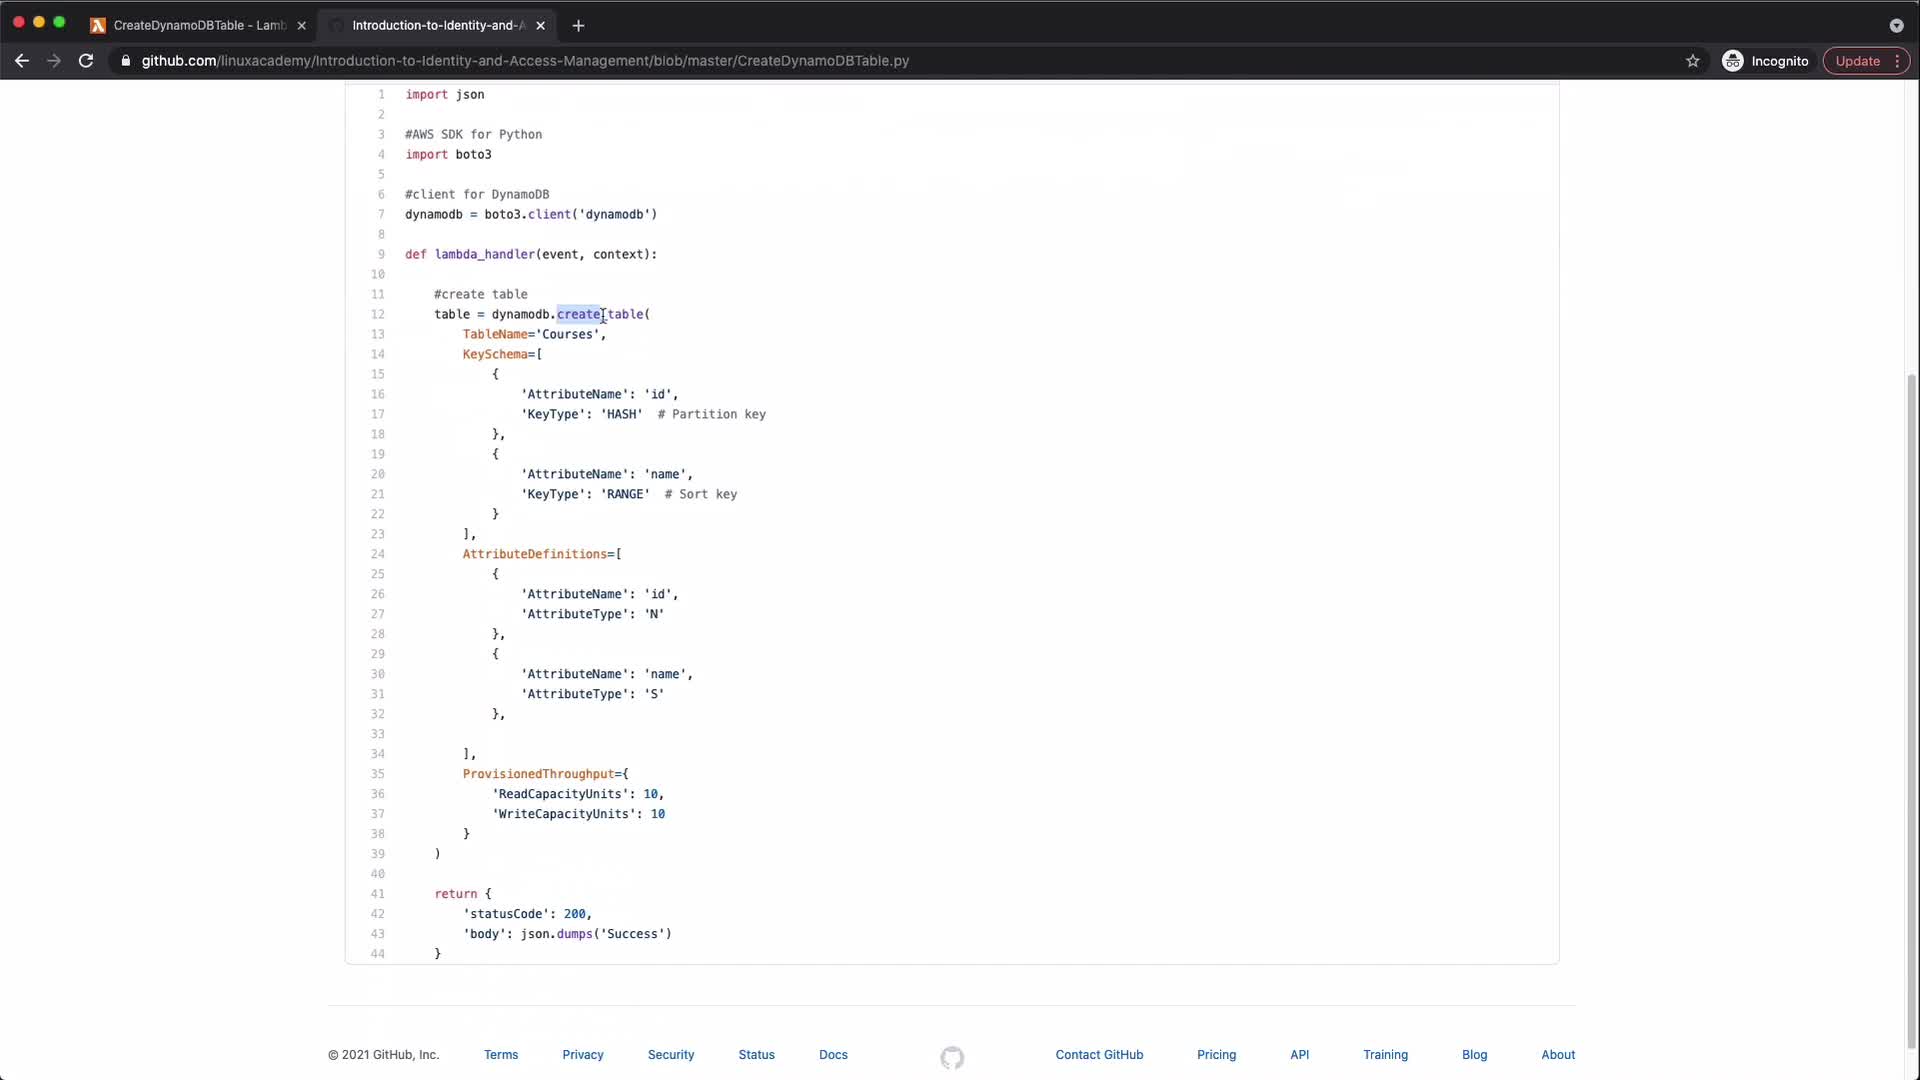 CreateDynamoDBTable - Lamb
Introduction-to-Identity-and-A
github.com/linuxacademy/Introduction-to-Identity-and-Access-Management/blob/master/CreateDynamoDBTable.py
Incognito
Update
1 import json
2
3 #AWS SDK for Python
4 import boto3
5
6 #client for DynamoDB
7 dynamodb = boto3.client('dynamodb')
8
9 def lambda_handler(event, context):
10
11 #create table
12 table = dynamodb.create_table(
13 TableName='Courses',
14 KeySchema=[
15 {
16 'AttributeName': 'id',
17 'KeyType': 'HASH' # Partition key
18 },
19 {
20 'AttributeName': 'name',
21 'KeyType': 'RANGE' # Sort key
22 }
23 ],
24 AttributeDefinitions=[
25 {
26 'AttributeName': 'id',
27 'AttributeType': 'N'
28 },
29 {
30 'AttributeName': 'name',
31 'AttributeType': 'S'
32 },
33
34 ],
35 ProvisionedThroughput={
36 'ReadCapacityUnits': 10,
37 'WriteCapacityUnits': 10
38 }
39 )
40
41 return {
42 'statusCode': 200,
43 'body': json.dumps('Success')
44 }
© 2021 GitHub, Inc. Terms Privacy Security Status Docs Contact GitHub Pricing API Training Blog About